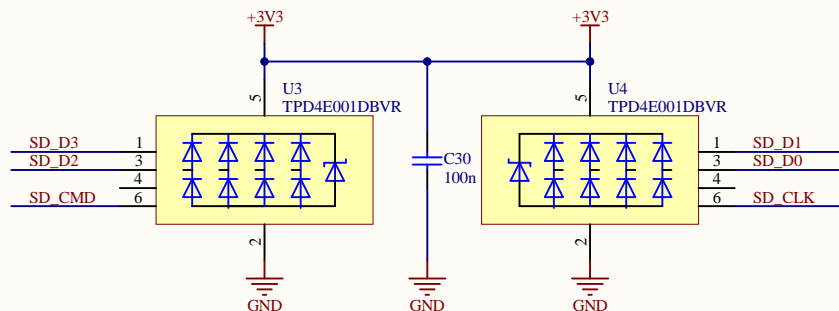 +3V3
+3V3
U3
TPD4E001DBVR
U4
TPD4E001DBVR
5
5
SD_D3
1
1
SD_D1
SD_D2
3
3
SD_D0
4
4
SD_CMD
6
6
SD_CLK
C30
100n
2
2
GND
GND
GND